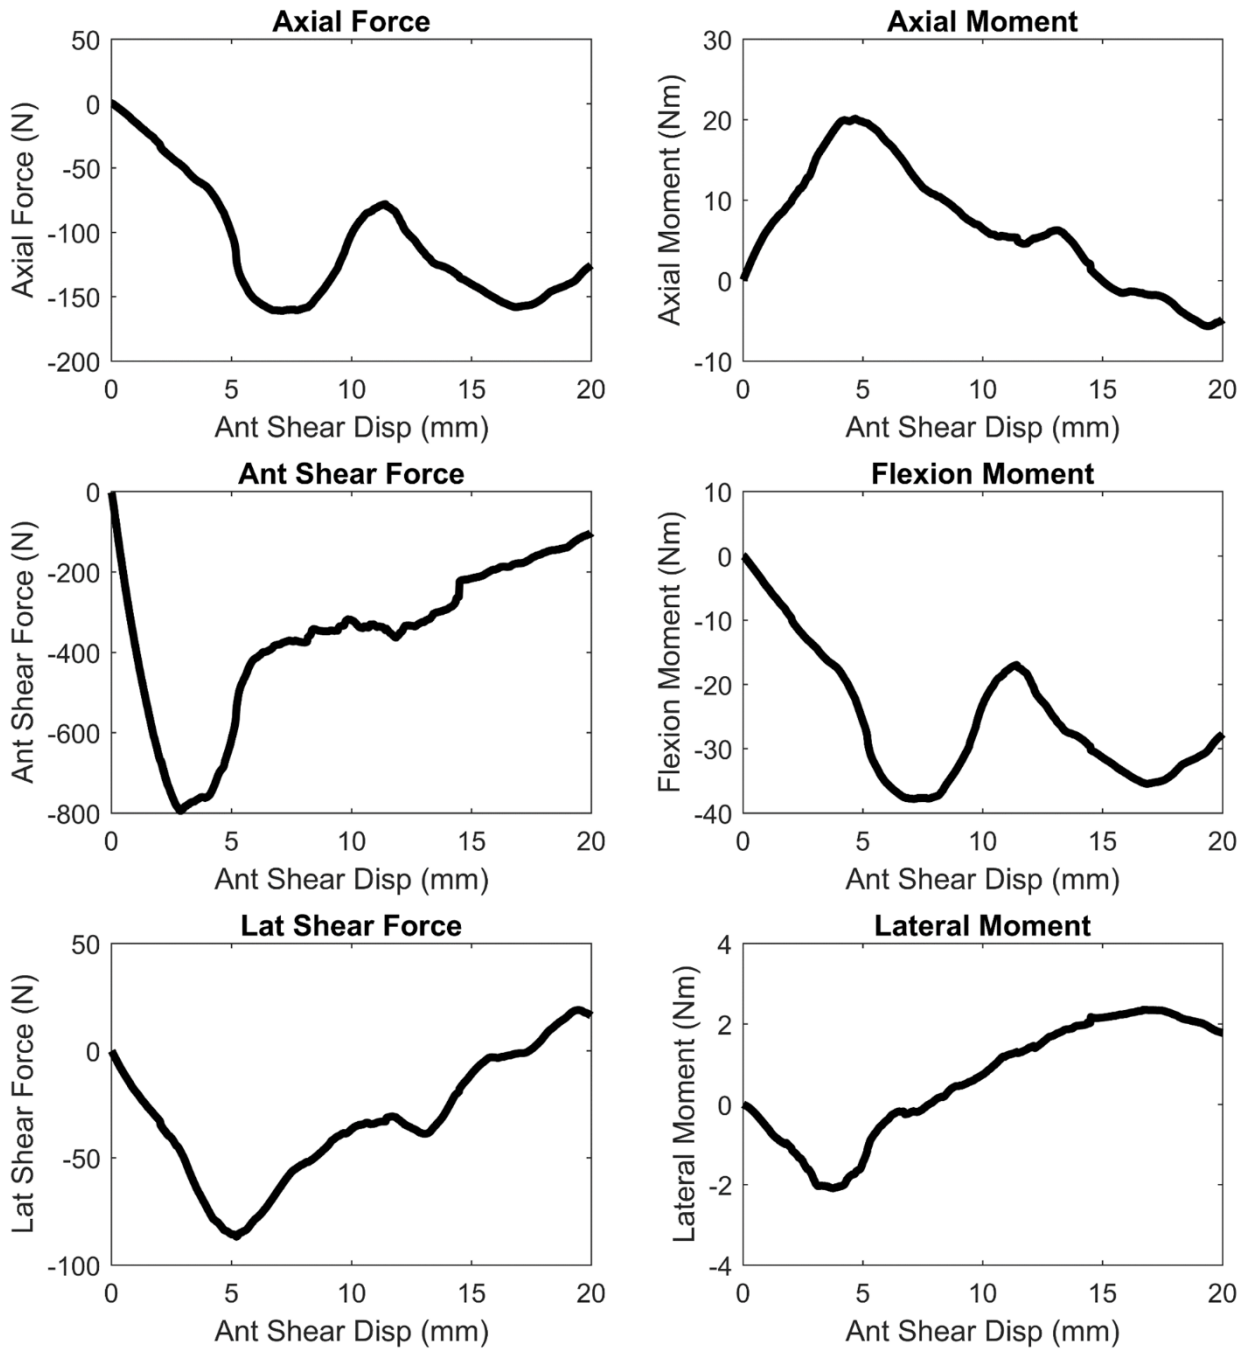 Axial Force
Axial Force (N)
50
0
-50
-100
-150
-200
0 5 10 15 20
Ant Shear Disp (mm)
Axial Moment
Axial Moment (Nm)
30
20
10
0
-10
0 5 10 15 20
Ant Shear Disp (mm)
Ant Shear Force
Ant Shear Force (N)
0
-200
-400
-600
-800
0 5 10 15 20
Ant Shear Disp (mm)
Flexion Moment
Flexion Moment (Nm)
10
0
-10
-20
-30
-40
0 5 10 15 20
Ant Shear Disp (mm)
Lat Shear Force
Lat Shear Force (N)
50
0
-50
-100
0 5 10 15 20
Ant Shear Disp (mm)
Lateral Moment
Lateral Moment (Nm)
4
2
0
-2
-4
0 5 10 15 20
Ant Shear Disp (mm)